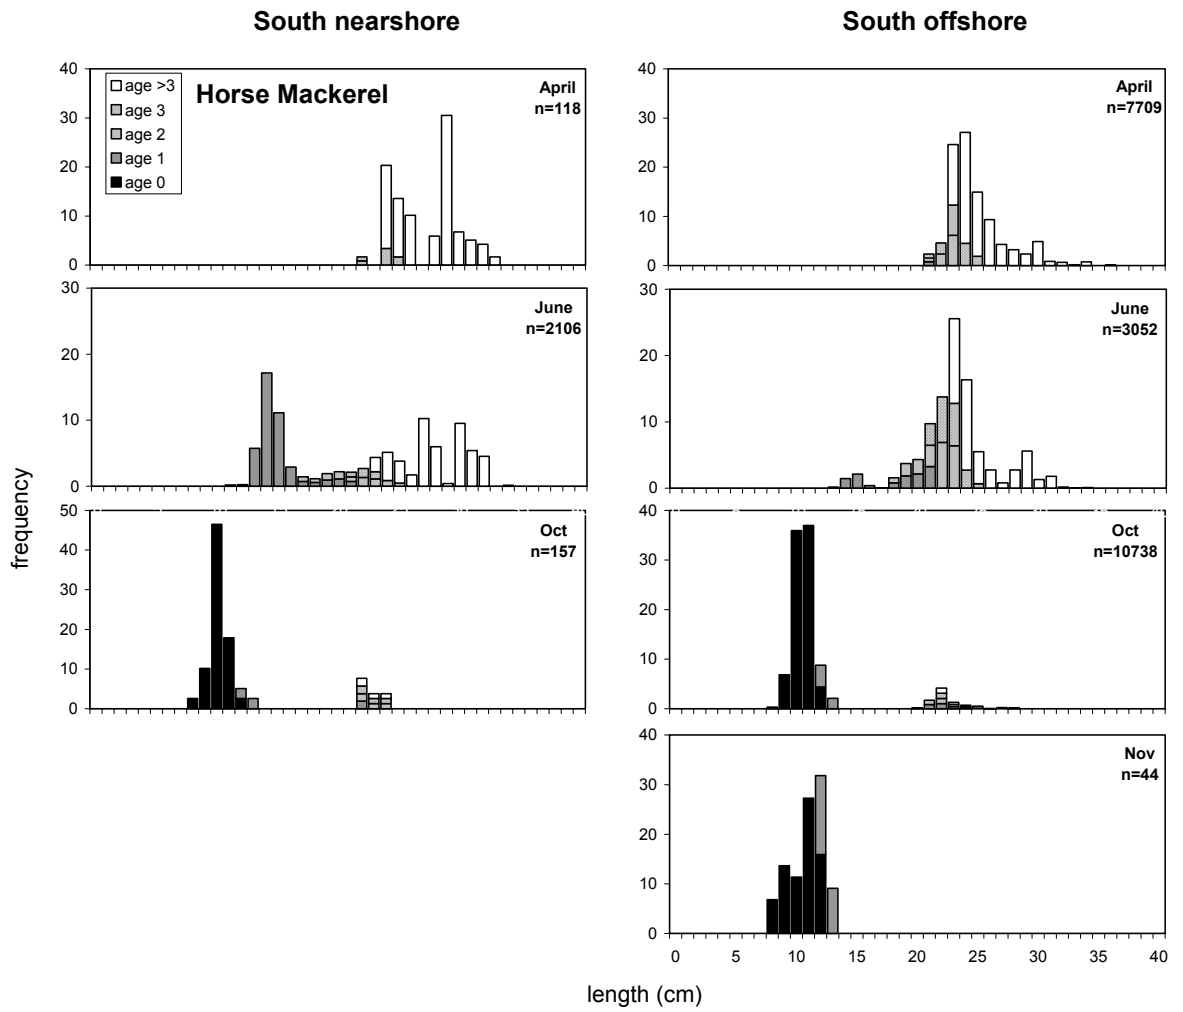 South nearshore
South offshore
40
30
20
10
0
age >3
age 3
age 2
age 1
age 0
Horse Mackerel
April
n=118
40
30
20
10
0
April
n=7709
30
20
10
0
June
n=2106
30
20
10
0
June
n=3052
frequency
50
40
30
20
10
0
Oct
n=157
40
30
20
10
0
Oct
n=10738
40
30
20
10
0
Nov
n=44
0 5 10 15 20 25 30 35 40
length (cm)